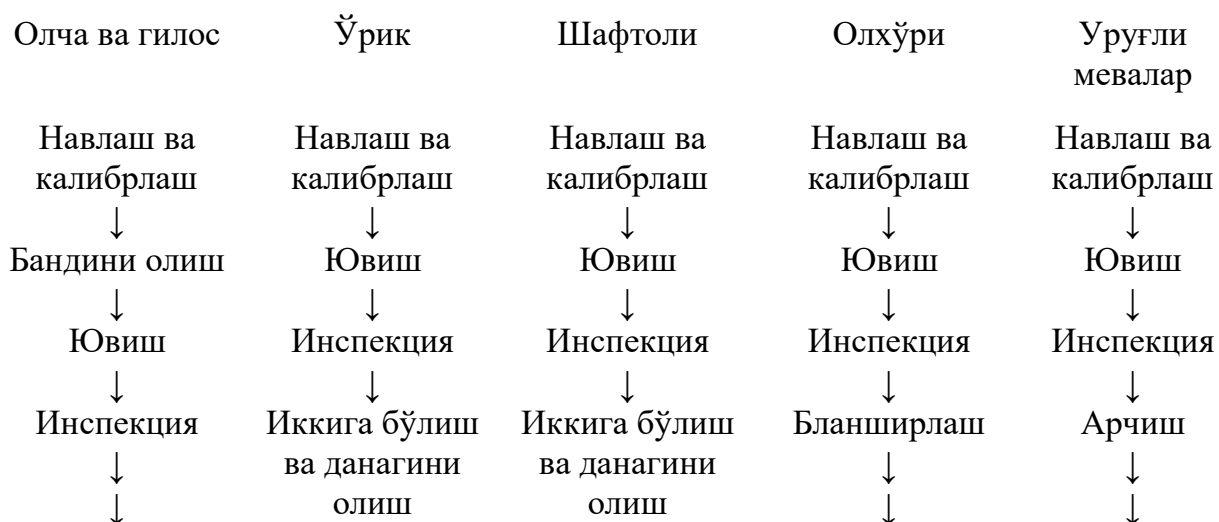 Олча ва гилос Ўрик Шафтоли Олхўри Уруғли
мевалар
Навлаш ва Навлаш ва Навлаш ва Навлаш ва Навлаш ва
калибрлаш калибрлаш калибрлаш калибрлаш калибрлаш
↓ ↓ ↓ ↓ ↓
Бандини олиш Ювиш Ювиш Ювиш Ювиш
↓ ↓ ↓ ↓ ↓
Ювиш Инспекция Инспекция Инспекция Инспекция
↓ ↓ ↓ ↓ ↓
Инспекция Иккига бўлиш Иккига бўлиш Бланширлаш Арчиш
↓ ва данагини ва данагини ↓ ↓
↓ олиш олиш ↓ ↓